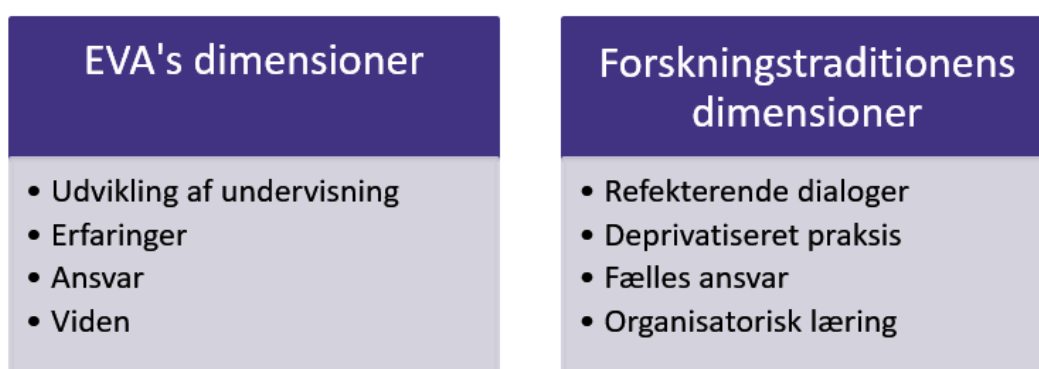 EVA's dimensioner
• Udvikling af undervisning
• Erfaringer
• Ansvar
• Viden
Forskningstraditionens
dimensioner
• Refekterende dialoger
• Deprivatiseret praksis
• Fælles ansvar
• Organisatorisk læring